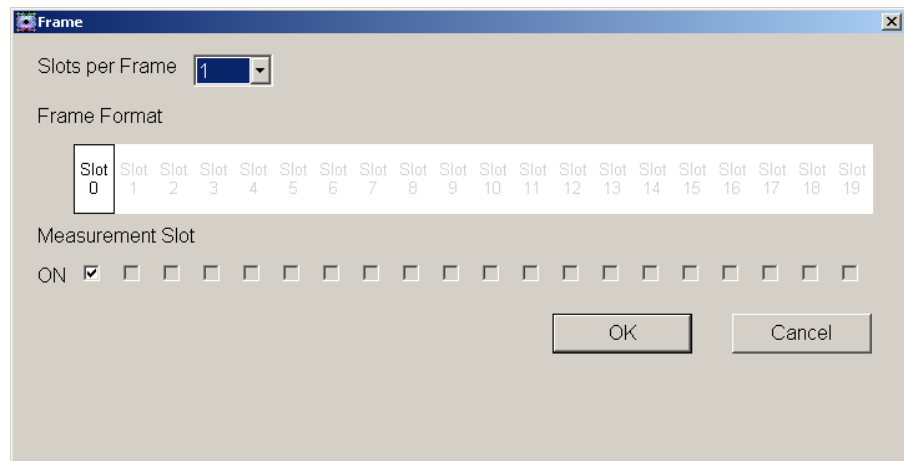 Frame
Slots per Frame 1
Frame Format
Slot Slot Slot Slot Slot Slot Slot Slot Slot Slot Slot Slot Slot Slot Slot Slot Slot Slot Slot Slot
0 1 2 3 4 5 6 7 8 9 10 11 12 13 14 15 16 17 18 19
Measurement Slot
ON
OK Cancel